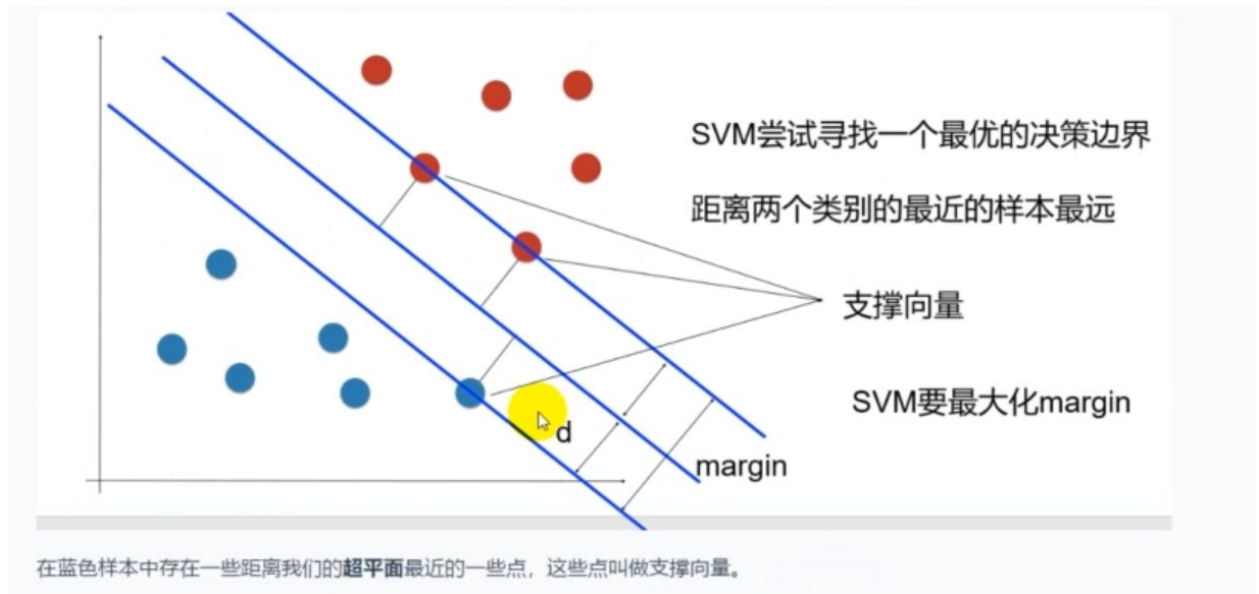 SVM尝试寻找一个最优的决策边界
距离两个类别的最近的样本最远
支撑向量
SVM要最大化margin
d
margin
在蓝色样本中存在一些距离我们的超平面最近的一些点，这些点叫做支撑向量。